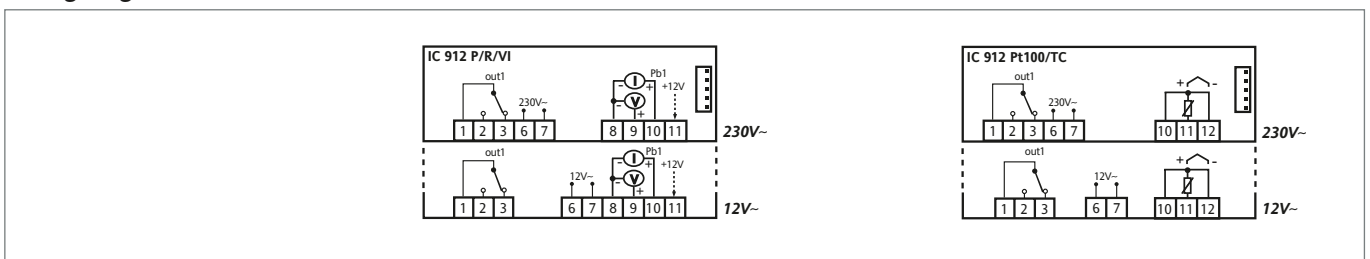 IC 912 P/R/VI
out1
230V~
I
Pb1
- +
+12V
V
- +
1 2 3 6 7
8 9 10 11
230V~
out1
12V~
I
Pb1
- +
+12V
V
- +
1 2 3
6 7 8 9 10 11
12V~
IC 912 Pt100/TC
out1
230V~
+ -
1 2 3 6 7
10 11 12
230V~
out1
12V~
+ -
1 2 3
6 7
10 11 12
12V~